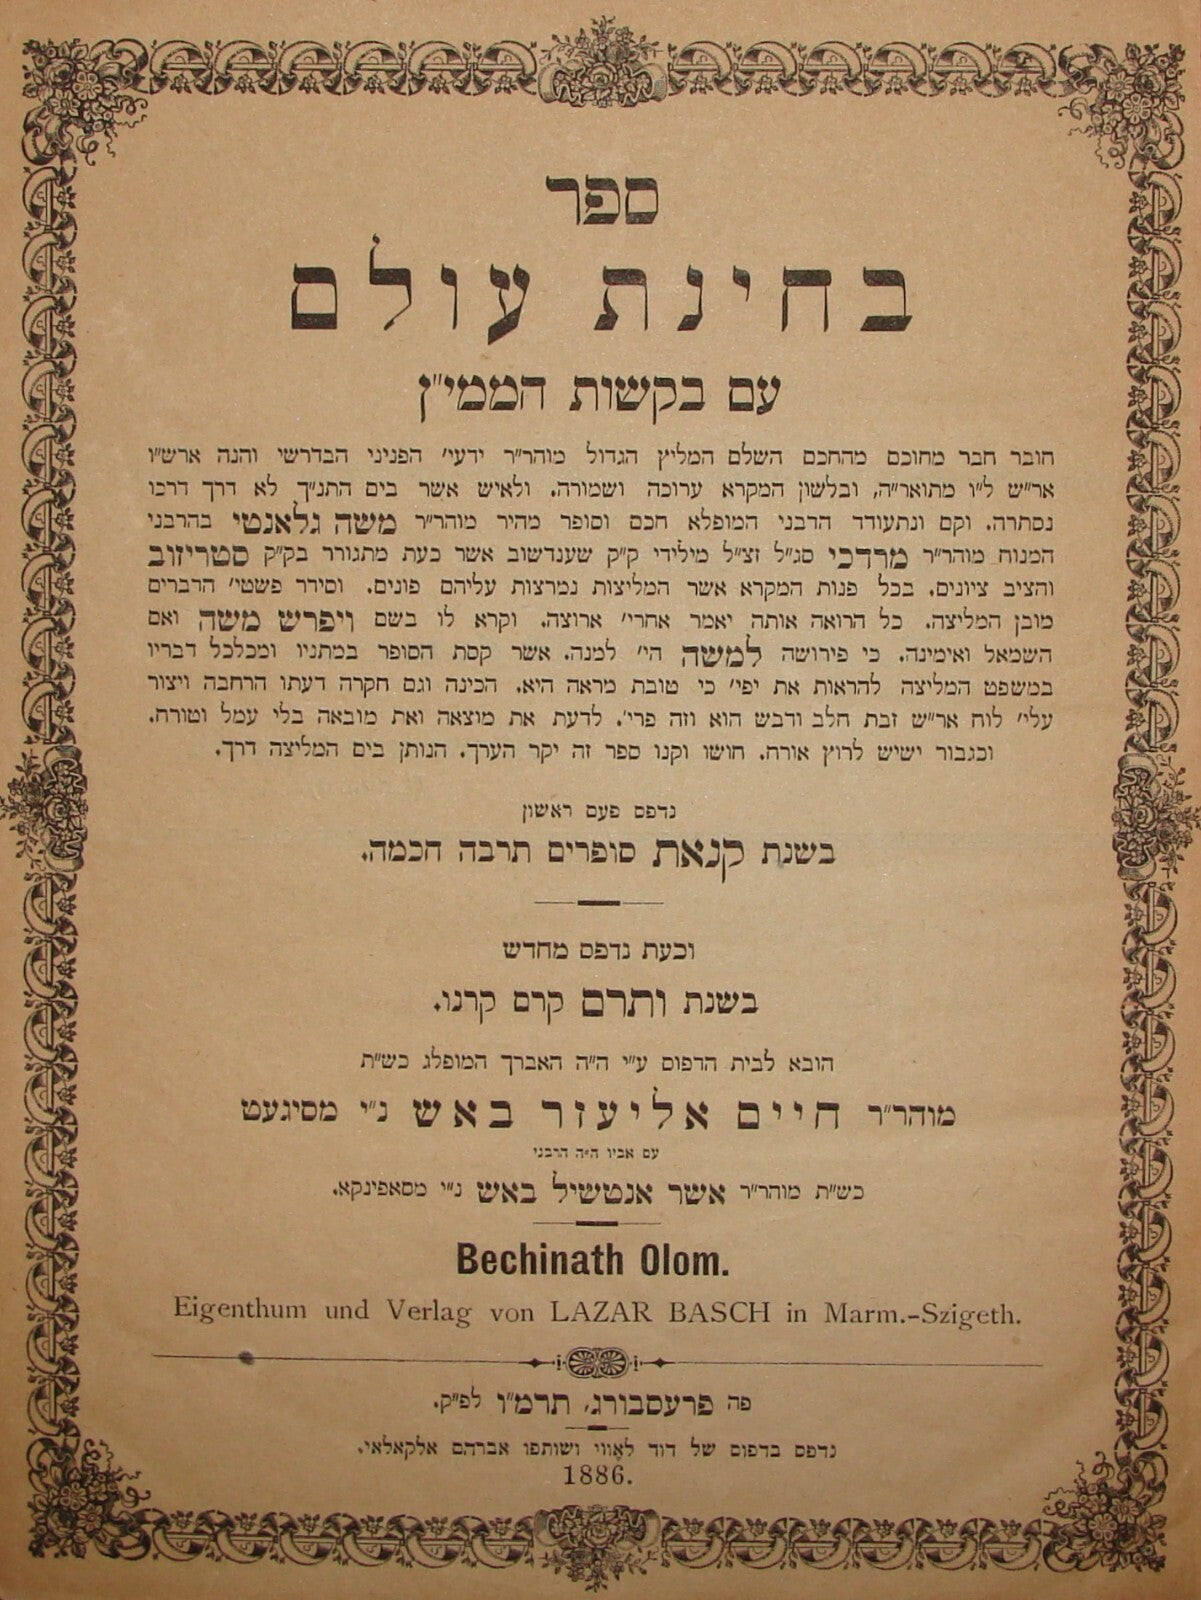 ספר
בחינת עולם
עם בקשות הממי"ן
חובר חבר מחוכם מהחכם השלם המליץ הגדול מוהר"ר ידעי' הפניני הבדרשי והנה ארש"ו
אר"ש ל"ו מתואר"ה, ובלשון המקרא ערוכה ושמורה. ולאיש אשר בים התנ"ך לא דרך דרכו
נסתרה. וקם ונתעודד הרבני המופלא חכם וסופר מהיר מוהר"ר משה גלאנטי בהרבני
המנוח מוהר"ר מרדכי סג"ל זצ"ל מילידי ק"ק שענדשוב אשר כעת מתגורר בק"ק סטריזוב
והציב ציונים. בכל פנות המקרא אשר המליצות נמרצות עליהם פונים. וסידר פשטי' הדברים
מובן המליצה. כל הרואה אותה יאמר אחרי' ארוצה. וקרא לו בשם ויפרש משה ואם
השמאל ואימינה. כי פירושה למשה הי' למנה. אשר קסת הסופר במתניו ומכלכל דבריו
במשפט המליצה להראות את יפי' כי טובת מראה היא. הכינה וגם חקרה דעתו הרחבה ויצור
עלי' לוח אר"ש זבת חלב ודבש הוא וזה פרי'. לדעת את מוצאה ואת מובאה בלי עמל וטורח.
וכגבור ישיש לרוץ אורח. חושו וקנו ספר זה יקר הערך. הנותן בים המליצה דרך.
נדפס פעם ראשון
בשנת קנאת סופרים תרבה חכמה.
וכעת נדפס מחדש
בשנת ותרם קרם קרנו.
הובא לבית הדפוס ע"י ה"ה האברך המופלג כש"ת
מוהר"ר חיים אליעזר באש נ"י מסיגעט
עם אביו ה"ה הרבני
כש"ת מוהר"ר אשר אנטשיל באש נ"י מסאפינקא.
Bechinath Olom.
Eigenthum und Verlag von LAZAR BASCH in Marm.-Szigeth.
פה פרעסבורג, תרמ"ו לפ"ק.
נדפס בדפוס של דוד לאָווי ושותפו אברהם אלקאלאי.
1886.